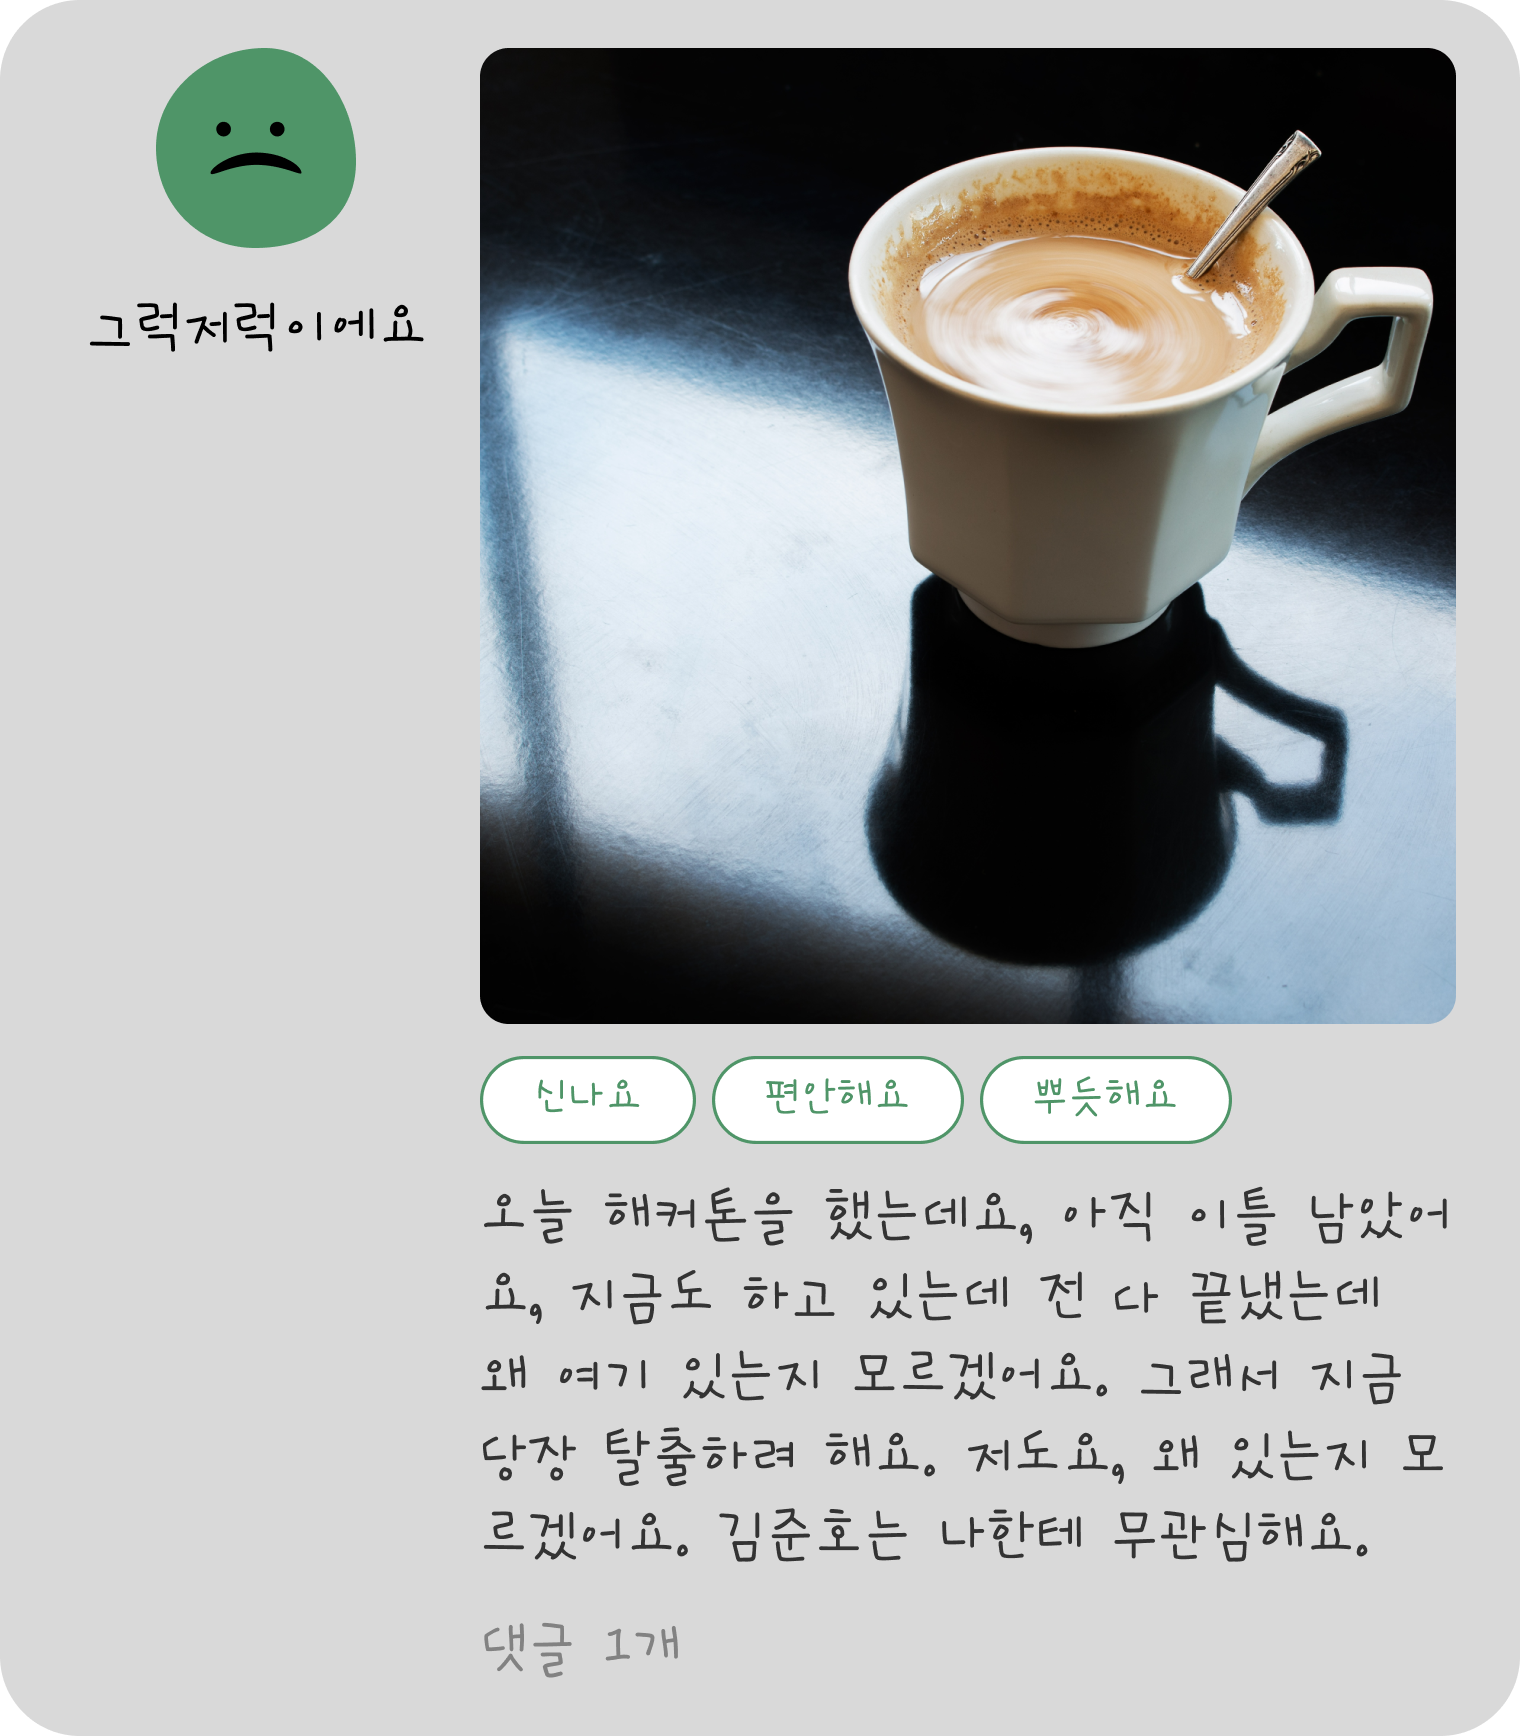 그럭저럭이에요
신나요
편안해요
뿌듯해요
오늘 해커톤을 했는데요, 아직 이틀 남았어
요, 지금도 하고 있는데 전 다 끝냈는데
왜 여기 있는지 모르겠어요. 그래서 지금
당장 탈출하려 해요. 저도요, 왜 있는지 모
르겠어요. 김준호는 나한테 무관심해요.
댓글 1개